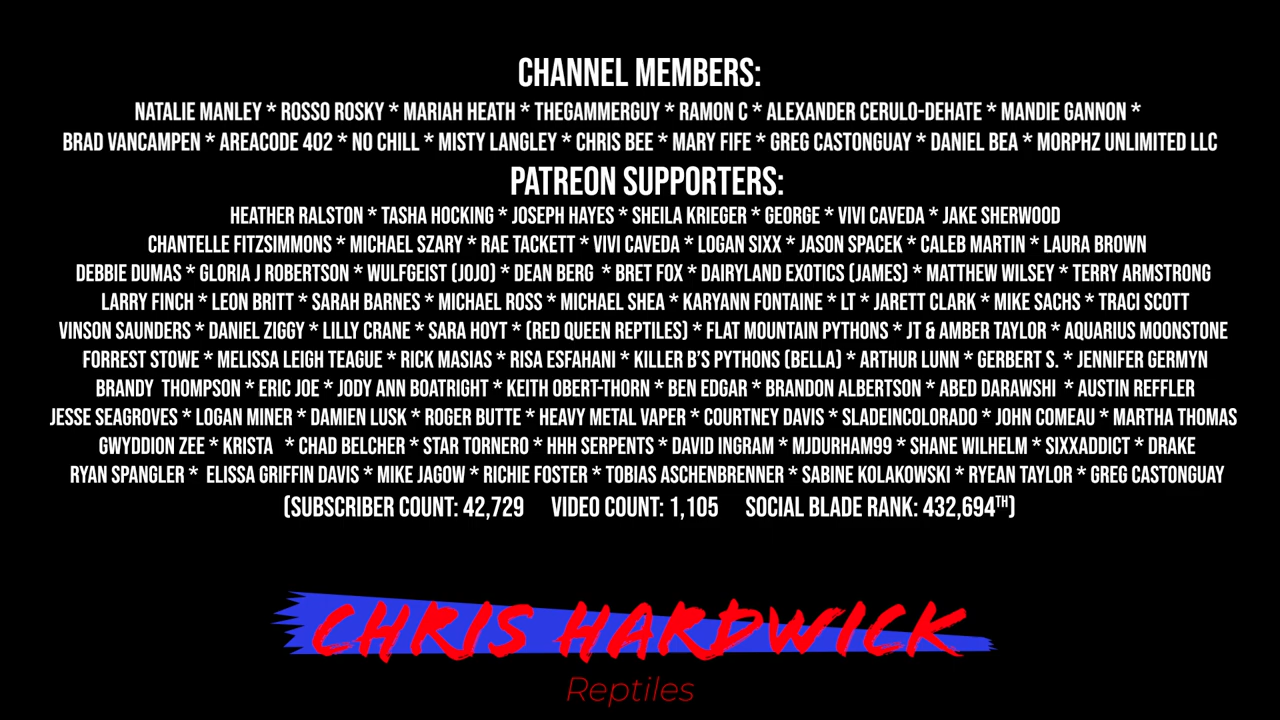 CHANNEL MEMBERS:
NATALIE MANLEY * ROSSO ROSKY * MARIAH HEATH * THEGAMMERGUY * RAMON C * ALEXANDER CERULO-DEHATE * MANDIE GANNON *
BRAD VANCAMPEN * AREACODE 402 * NO CHILL * MISTY LANGLEY * CHRIS BEE * MARY FIFE * GREG CASTONGUAY * DANIEL BEA * MORPHZ UNLIMITED LLC
PATREON SUPPORTERS:
HEATHER RALSTON * TASHA HOCKING * JOSEPH HAYES * SHEILA KRIEGER * GEORGE * VIVI CAVEDA * JAKE SHERWOOD
CHANTELLE FITZSIMMONS * MICHAEL SZARY * RAE TACKETT * VIVI CAVEDA * LOGAN SIXX * JASON SPACEK * CALEB MARTIN * LAURA BROWN
DEBBIE DUMAS * GLORIA J ROBERTSON * WULFGEIST (JOJO) * DEAN BERG * BRET FOX * DAIRYLAND EXOTICS (JAMES) * MATTHEW WILSEY * TERRY ARMSTRONG
LARRY FINCH * LEON BRITT * SARAH BARNES * MICHAEL ROSS * MICHAEL SHEA * KARYANN FONTAINE * LT * JARETT CLARK * MIKE SACHS * TRACI SCOTT
VINSON SAUNDERS * DANIEL ZIGGY * LILLY CRANE * SARA HOYT * (RED QUEEN REPTILES) * FLAT MOUNTAIN PYTHONS * JT & AMBER TAYLOR * AQUARIUS MOONSTONE
FORREST STOWE * MELISSA LEIGH TEAGUE * RICK MASIAS * RISA ESFAHANI * KILLER B'S PYTHONS (BELLA) * ARTHUR LUNN * GERBERT S. * JENNIFER GERMYN
BRANDY THOMPSON * ERIC JOE * JODY ANN BOATRIGHT * KEITH OBERT-THORN * BEN EDGAR * BRANDON ALBERTSON * ABED DARAWSHI * AUSTIN REFFLER
JESSE SEAGROVES * LOGAN MINER * DAMIEN LUSK * ROGER BUTTE * HEAVY METAL VAPER * COURTNEY DAVIS * SLADEINCOLORADO * JOHN COMEAU * MARTHA THOMAS
GWYDDION ZEE * KRISTA * CHAD BELCHER * STAR TORNERO * HHH SERPENTS * DAVID INGRAM * MJDURHAM99 * SHANE WILHELM * SIXXADDICT * DRAKE
RYAN SPANGLER * ELISSA GRIFFIN DAVIS * MIKE JAGOW * RICHIE FOSTER * TOBIAS ASCHENBRENNER * SABINE KOLAKOWSKI * RYEAN TAYLOR * GREG CASTONGUAY
(SUBSCRIBER COUNT: 42,729 VIDEO COUNT: 1,105 SOCIAL BLADE RANK: 432,694TH)
CHRIS HARDWICK
Reptiles